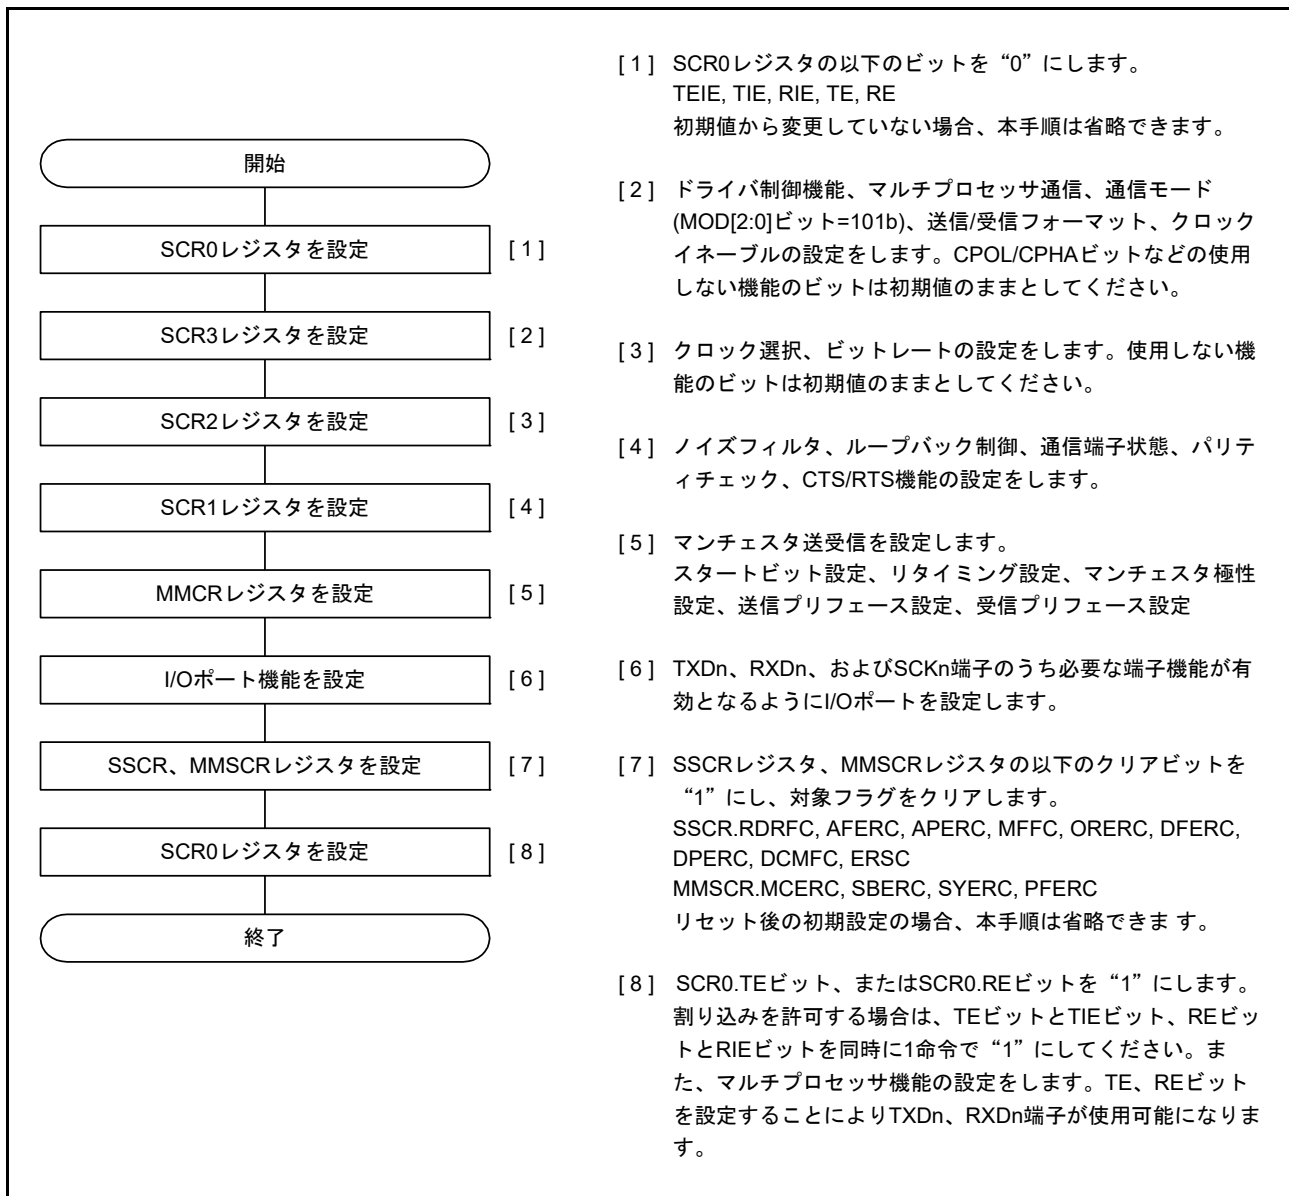 開始
SCR0レジスタを設定 [1]
SCR3レジスタを設定 [2]
SCR2レジスタを設定 [3]
SCR1レジスタを設定 [4]
MMCRレジスタを設定 [5]
I/Oポート機能を設定 [6]
SSCR、MMSCRレジスタを設定 [7]
SCR0レジスタを設定 [8]
終了
[1] SCR0レジスタの以下のビットを“0”にします。
TEIE, TIE, RIE, TE, RE
初期値から変更していない場合、本手順は省略できます。
[2] ドライバ制御機能、マルチプロセッサ通信、通信モード
(MOD[2:0]ビット=101b)、送信/受信フォーマット、クロック
イネーブルの設定をします。CPOL/CPHAビットなどの使用
しない機能のビットは初期値のままとしてください。
[3] クロック選択、ビットレートの設定をします。使用しない機
能のビットは初期値のままとしてください。
[4] ノイズフィルタ、ループバック制御、通信端子状態、パリテ
ィチェック、CTS/RTS機能の設定をします。
[5] マンチェスタ送受信を設定します。
スタートビット設定、リタイミング設定、マンチェスタ極性
設定、送信プリフェース設定、受信プリフェース設定
[6] TXDn、RXDn、およびSCKn端子のうち必要な端子機能が有
効となるようにI/Oポートを設定します。
[7] SSCRレジスタ、MMSCRレジスタの以下のクリアビットを
“1”にし、対象フラグをクリアします。
SSCR.RDRFC, AFERC, APERC, MFFC, ORERC, DFERC,
DPERC, DCMFC, ERSC
MMSCR.MCERC, SBERC, SYERC, PFERC
リセット後の初期設定の場合、本手順は省略できま す。
[8] SCR0.TEビット、またはSCR0.REビットを“1”にします。
割り込みを許可する場合は、TEビットとTIEビット、REビッ
トとRIEビットを同時に1命令で“1”にしてください。ま
た、マルチプロセッサ機能の設定をします。TE、REビット
を設定することによりTXDn、RXDn端子が使用可能になりま
す。